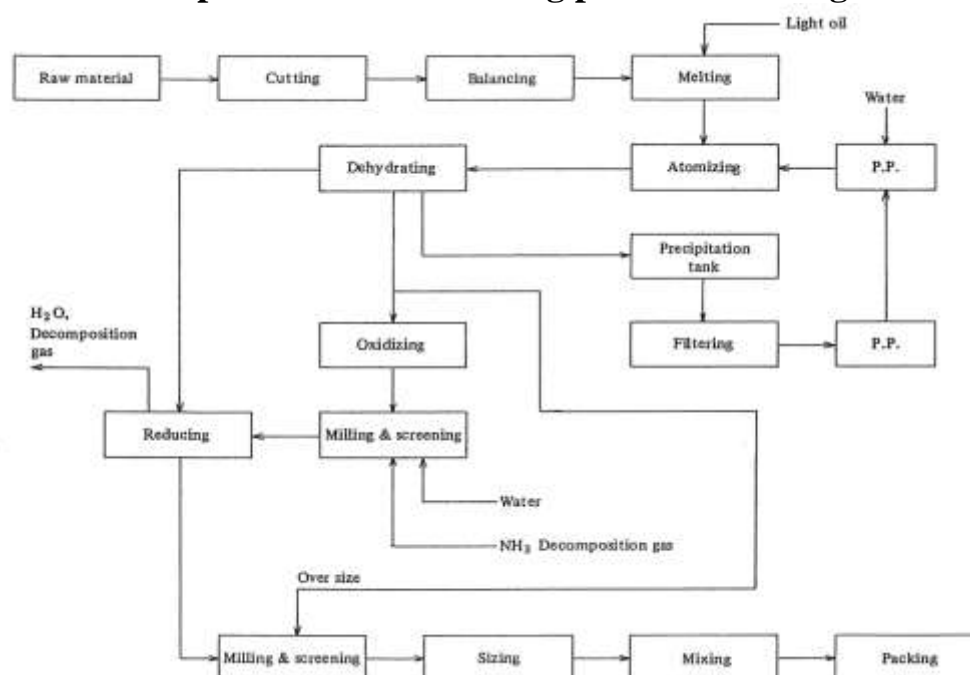 Light oil
Raw material
Cutting
Balancing
Melting
Water
Dehydrating
Atomizing
P.P.
Precipitation
tank
H₂O,
Decomposition
gas
Oxidizing
Filtering
P.P.
Reducing
Milling & screening
Water
NH₃ Decomposition gas
Over size
Milling & screening
Sizing
Mixing
Packing